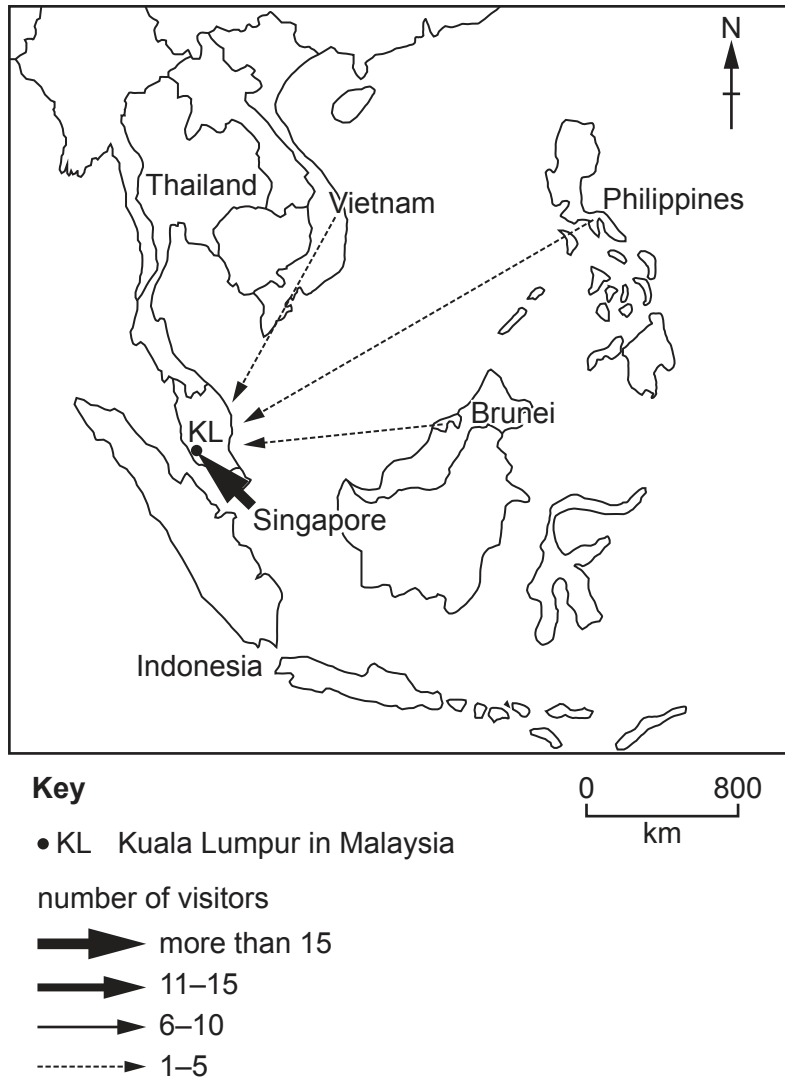 N
Thailand
Vietnam
Philippines
KL
Brunei
Singapore
Indonesia
Key
0 800
km
KL Kuala Lumpur in Malaysia
number of visitors
more than 15
11–15
6–10
1–5